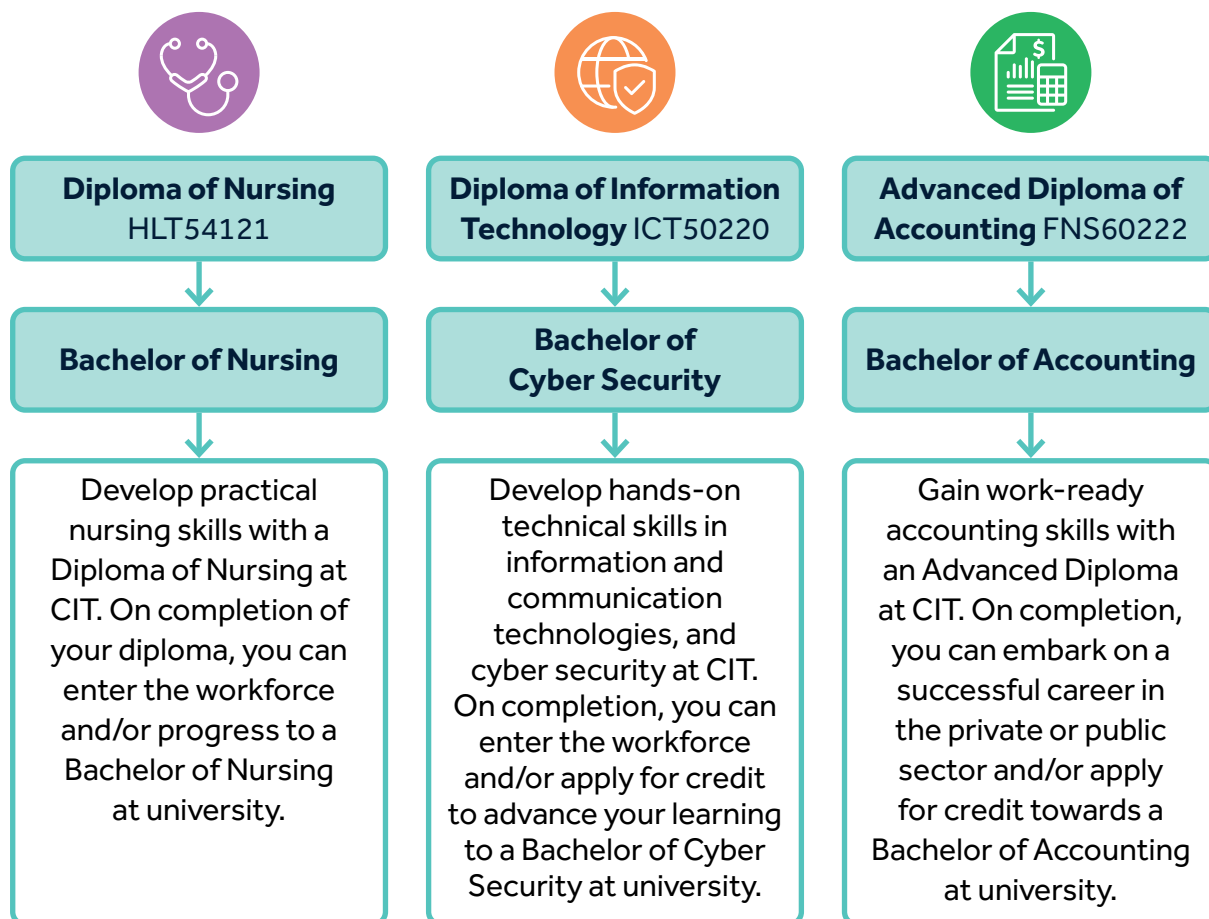 $
Diploma of Nursing
HLT54121
Bachelor of Nursing
Develop practical
nursing skills with a
Diploma of Nursing at
CIT. On completion of
your diploma, you can
enter the workforce
and/or progress to a
Bachelor of Nursing
at university.
Diploma of Information
Technology ICT50220
Bachelor of
Cyber Security
Develop hands-on
technical skills in
information and
communication
technologies, and
cyber security at CIT.
On completion, you can
enter the workforce
and/or apply for credit
to advance your learning
to a Bachelor of Cyber
Security at university.
Advanced Diploma of
Accounting FNS60222
Bachelor of Accounting
Gain work-ready
accounting skills with
an Advanced Diploma
at CIT. On completion,
you can embark on a
successful career in
the private or public
sector and/or apply
for credit towards a
Bachelor of Accounting
at university.